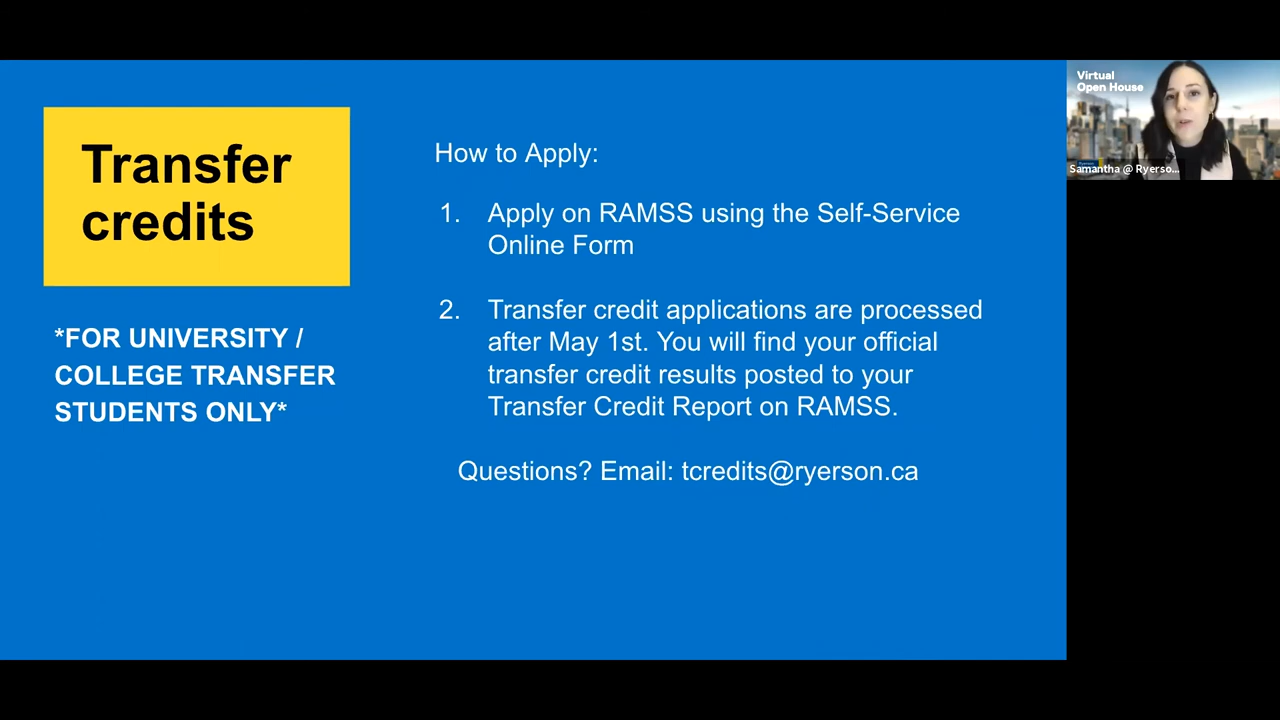 Transfer
credits
*FOR UNIVERSITY /
COLLEGE TRANSFER
STUDENTS ONLY*
How to Apply:
1. Apply on RAMSS using the Self-Service
Online Form
2. Transfer credit applications are processed
after May 1st. You will find your official
transfer credit results posted to your
Transfer Credit Report on RAMSS.
Questions? Email: tcredits@ryerson.ca
Virtual
Open House
Samantha @ Ryerso...